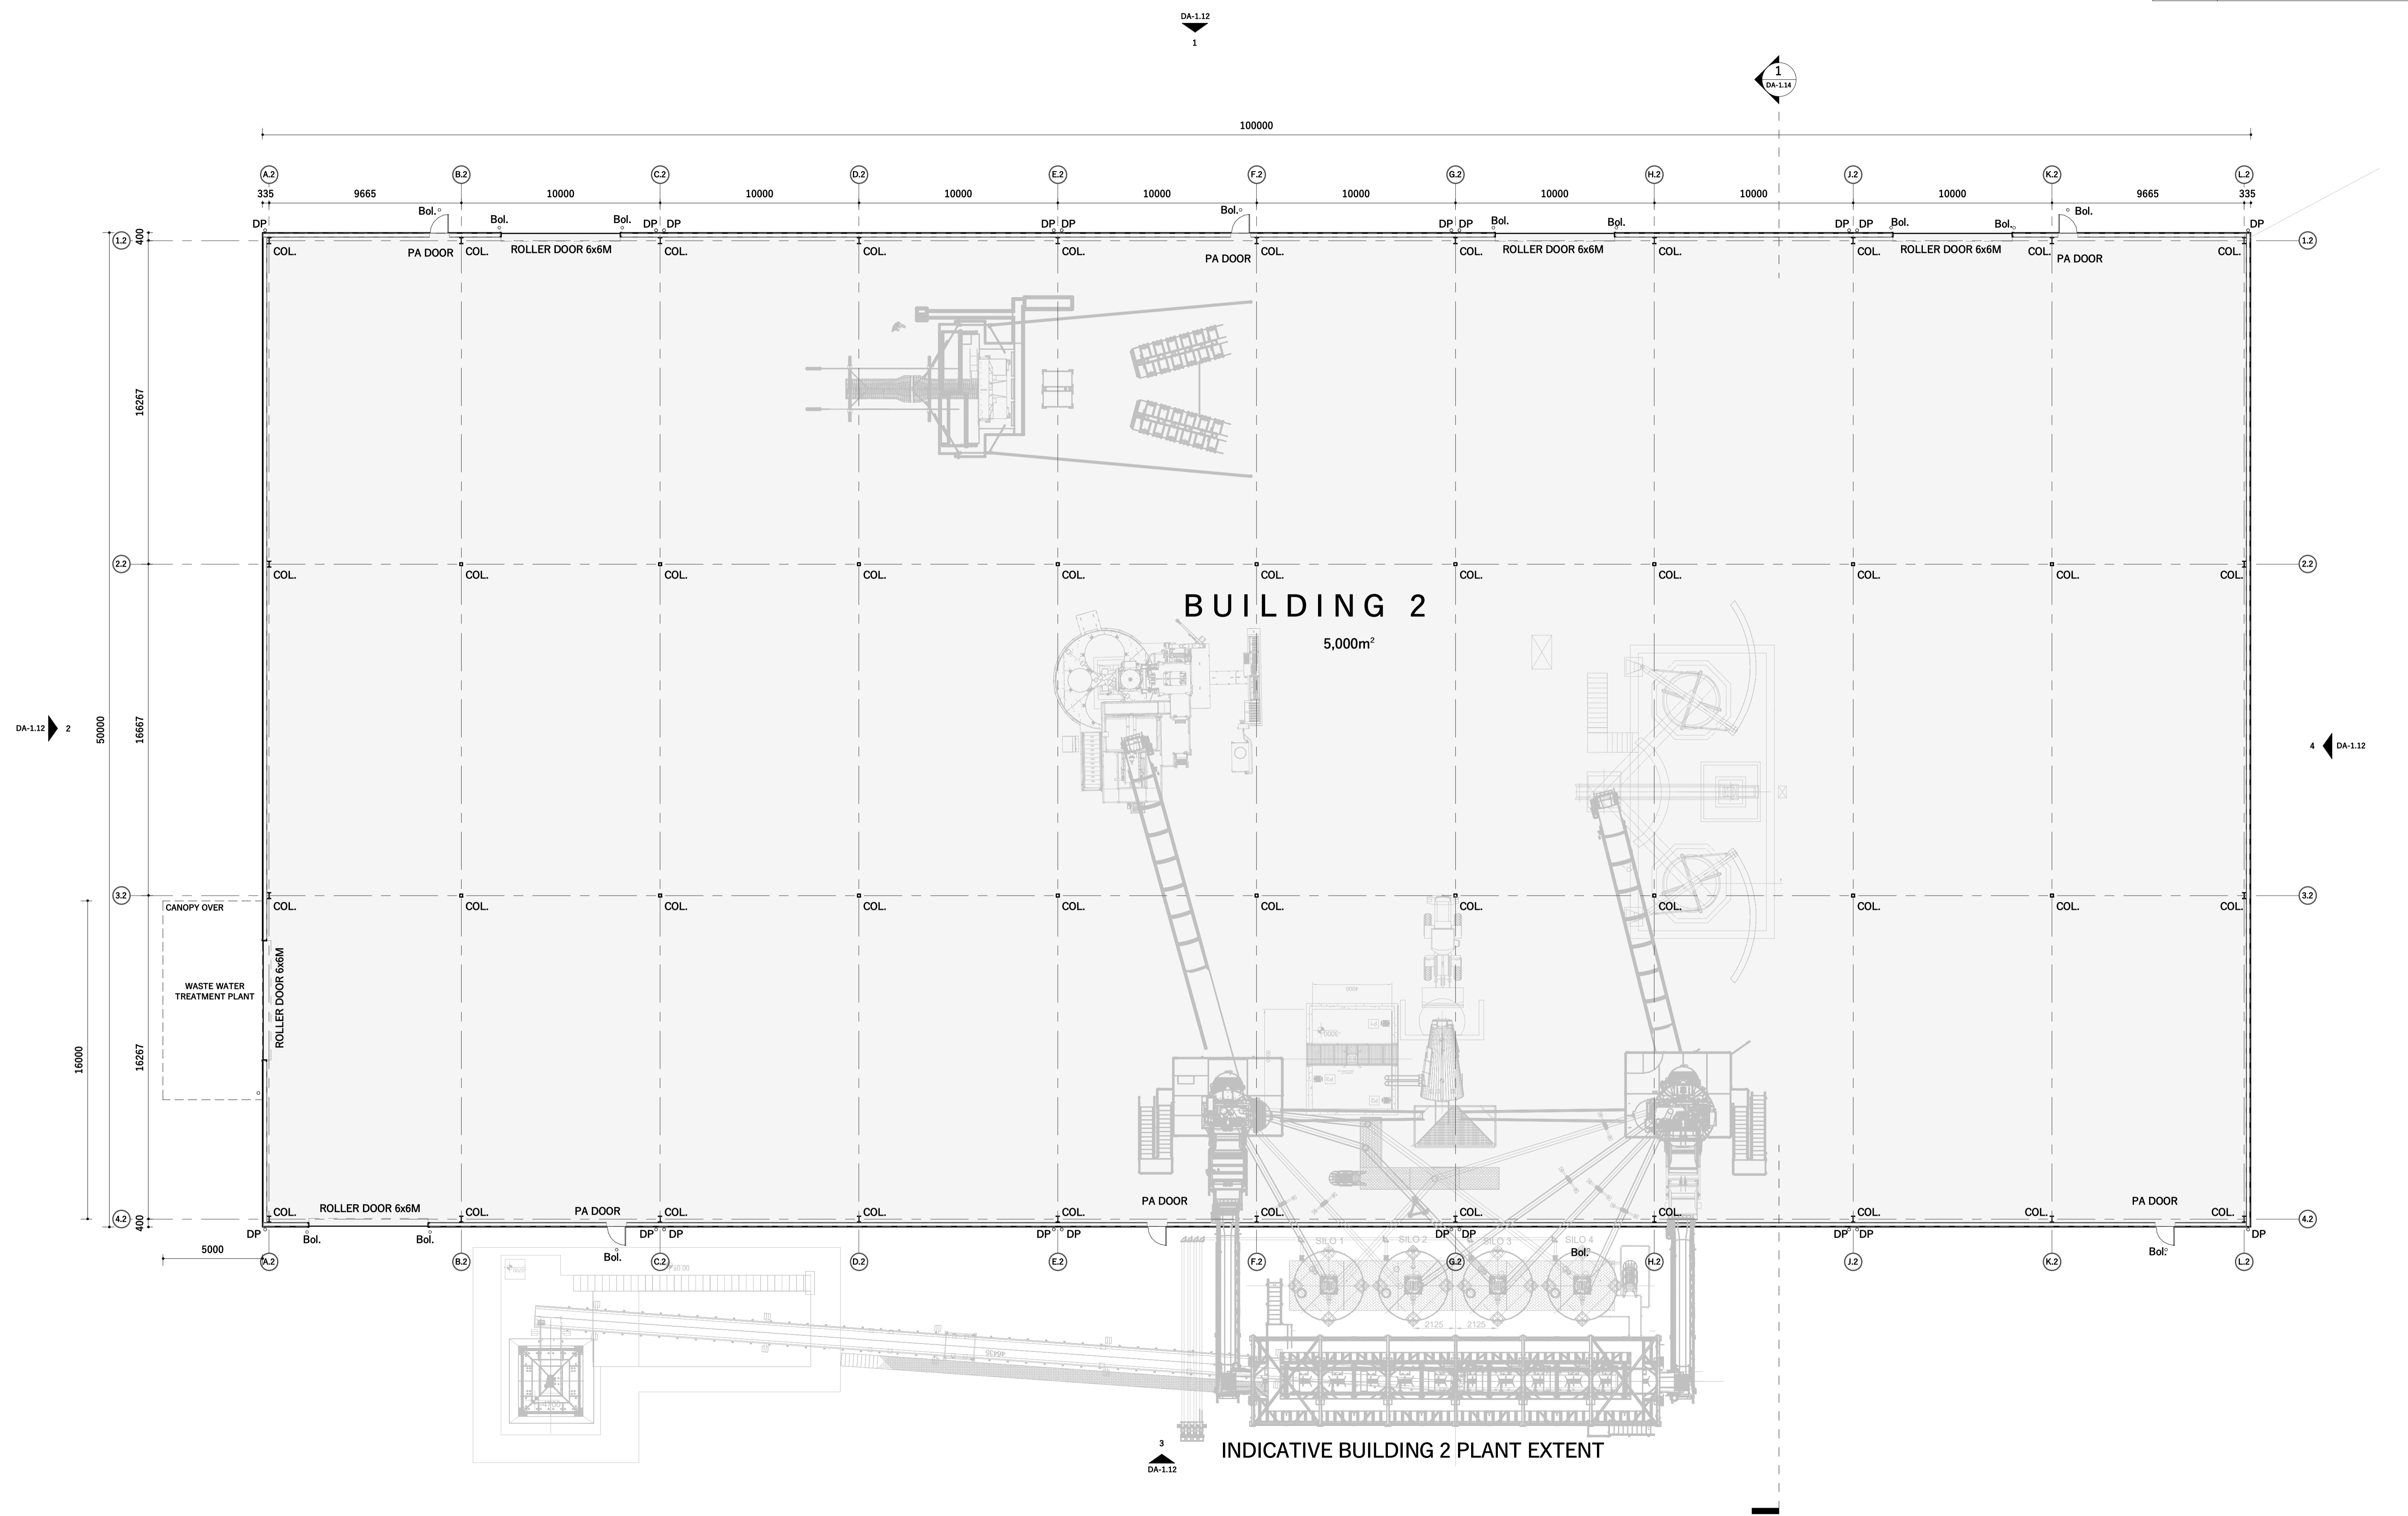 DA-1.12
1
1
DA-1.14
100000
A.2 B.2 C.2 D.2 E.2 F.2 G.2 H.2 J.2 K.2 L.2
335 9665 10000 10000 10000 10000 10000 10000 10000 10000 9665 335
Bol. Bol. Bol. Bol. Bol. Bol. Bol. Bol. Bol.
DP DP DP DP DP DP DP DP DP DP
1.2 400 1.2
COL. PA DOOR COL. ROLLER DOOR 6x6M COL. COL. COL. PA DOOR COL. COL. ROLLER DOOR 6x6M COL. COL. ROLLER DOOR 6x6M COL. PA DOOR COL.
16267
2.2 2.2
COL. COL. COL. COL. COL. COL. COL. COL. COL. COL. COL.
BUILDING 2
5,000m²
DA-1.12 2
50000
16667
4 DA-1.12
3.2 3.2
CANOPY OVER
COL. COL. COL. COL. COL. COL. COL. COL. COL. COL. COL.
WASTE WATER
TREATMENT PLANT
ROLLER DOOR 6x6M
16000
16267
PA DOOR
PA DOOR
4.2 400 4.2
COL. ROLLER DOOR 6x6M COL. PA DOOR COL. COL. COL. COL. COL. COL. COL. COL. COL.
DP Bol. Bol. Bol. DP DP DP DP DP DP Bol. DP DP Bol. DP
5000
SILO 1 SILO 2 SILO 3 SILO 4
A.2 B.2 C.2 D.2 E.2 F.2 G.2 H.2 J.2 K.2 L.2
2125 2125
46436
INDICATIVE BUILDING 2 PLANT EXTENT
3
DA-1.12